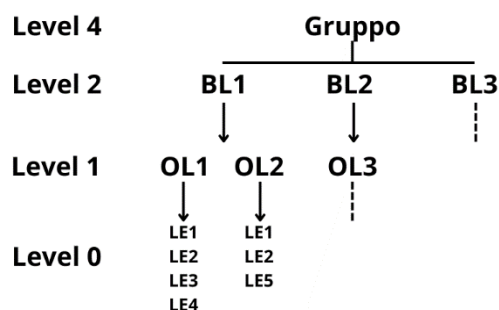 Level 4 Gruppo
Level 2 BL1 BL2 BL3
Level 1 OL1 OL2 OL3
LE1 LE1
Level 0 LE2 LE2
LE3 LE5
LE4